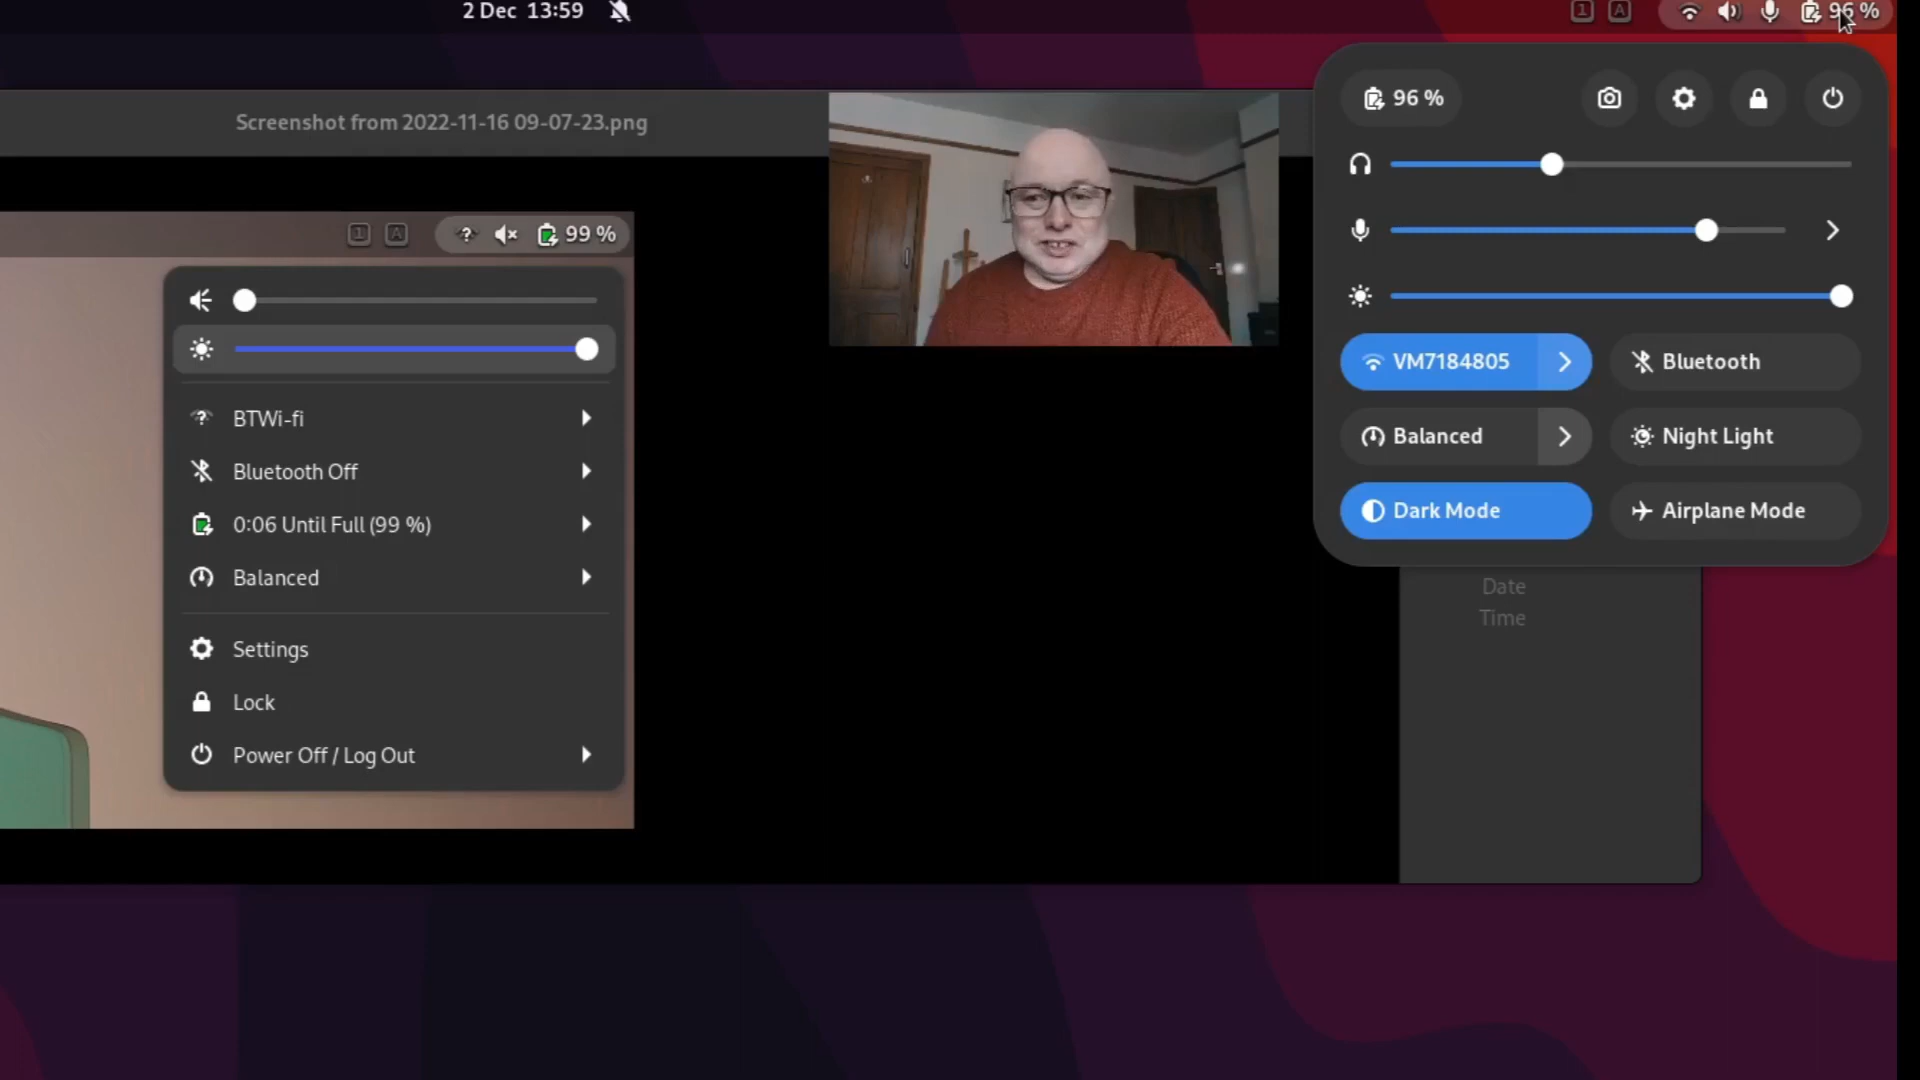 2 Dec 13:59
1 A 96 %
Screenshot from 2022-11-16 09-07-23.png
1 A 99 %
BTWi-fi
Bluetooth Off
0:06 Until Full (99 %)
Balanced
Settings
Lock
Power Off / Log Out
96 %
VM7184805
Bluetooth
Balanced
Night Light
Dark Mode
Airplane Mode
Date
Time